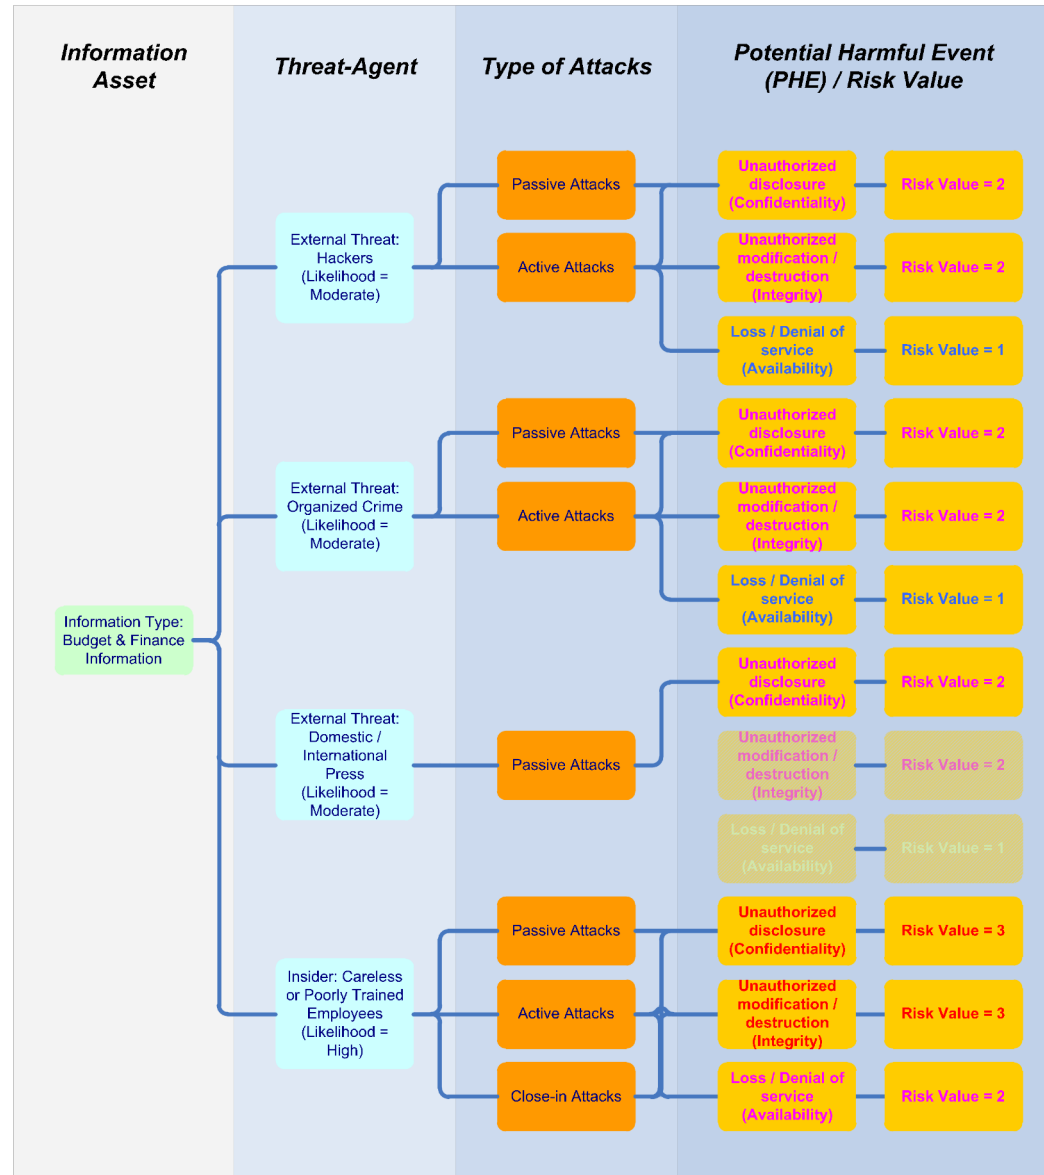 Information
Asset
Threat-Agent
Type of Attacks
Potential Harmful Event
(PHE) / Risk Value
Information Type:
Budget & Finance
Information
External Threat:
Hackers
(Likelihood =
Moderate)
Passive Attacks
Active Attacks
Unauthorized
disclosure
(Confidentiality)
Risk Value = 2
Unauthorized
modification /
destruction
(Integrity)
Risk Value = 2
Loss / Denial of
service
(Availability)
Risk Value = 1
External Threat:
Organized Crime
(Likelihood =
Moderate)
Passive Attacks
Active Attacks
Unauthorized
disclosure
(Confidentiality)
Risk Value = 2
Unauthorized
modification /
destruction
(Integrity)
Risk Value = 2
Loss / Denial of
service
(Availability)
Risk Value = 1
External Threat:
Domestic /
International
Press
(Likelihood =
Moderate)
Passive Attacks
Unauthorized
disclosure
(Confidentiality)
Risk Value = 2
Unauthorized
modification /
destruction
(Integrity)
Risk Value = 2
Loss / Denial of
service
(Availability)
Risk Value = 1
Insider: Careless
or Poorly Trained
Employees
(Likelihood =
High)
Passive Attacks
Active Attacks
Close-in Attacks
Unauthorized
disclosure
(Confidentiality)
Risk Value = 3
Unauthorized
modification /
destruction
(Integrity)
Risk Value = 3
Loss / Denial of
service
(Availability)
Risk Value = 2